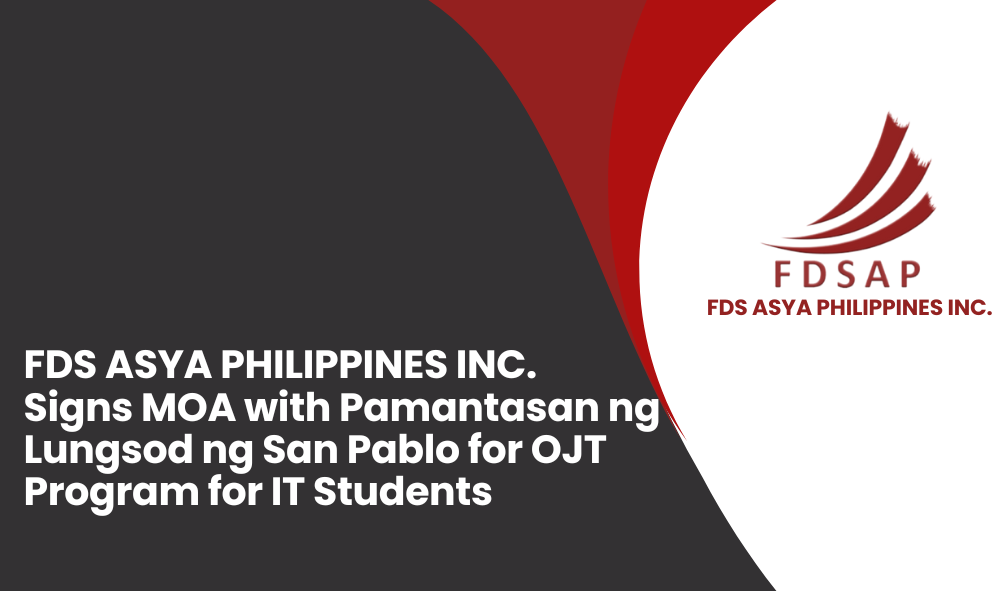 FDSAP
FDS ASYA PHILIPPINES INC.
FDS ASYA PHILIPPINES INC.
Signs MOA with Pamantasan ng
Lungsod ng San Pablo for OJT
Program for IT Students